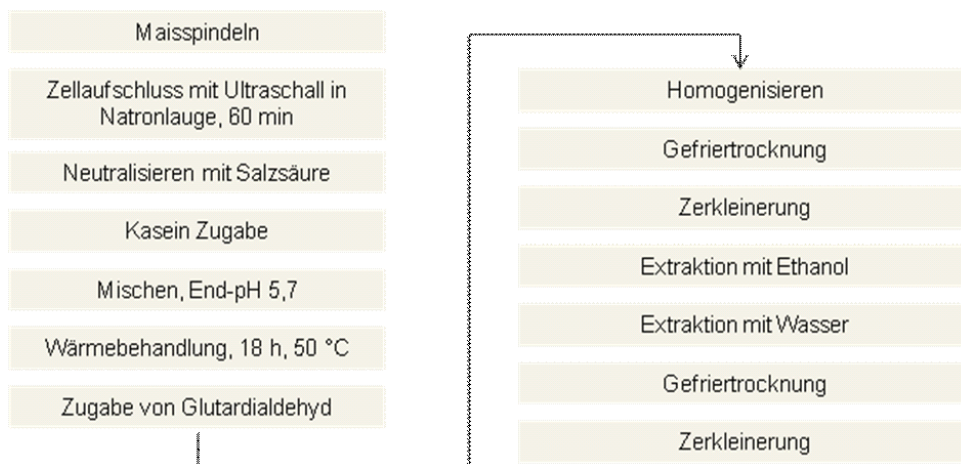 Maisspindeln
Zellaufschluss mit Ultraschall in
Natronlauge, 60 min
Neutralisieren mit Salzsäure
Kasein Zugabe
Mischen, End-pH 5,7
Wärmebehandlung, 18 h, 50 °C
Zugabe von Glutardialdehyd
Homogenisieren
Gefriertrocknung
Zerkleinerung
Extraktion mit Ethanol
Extraktion mit Wasser
Gefriertrocknung
Zerkleinerung